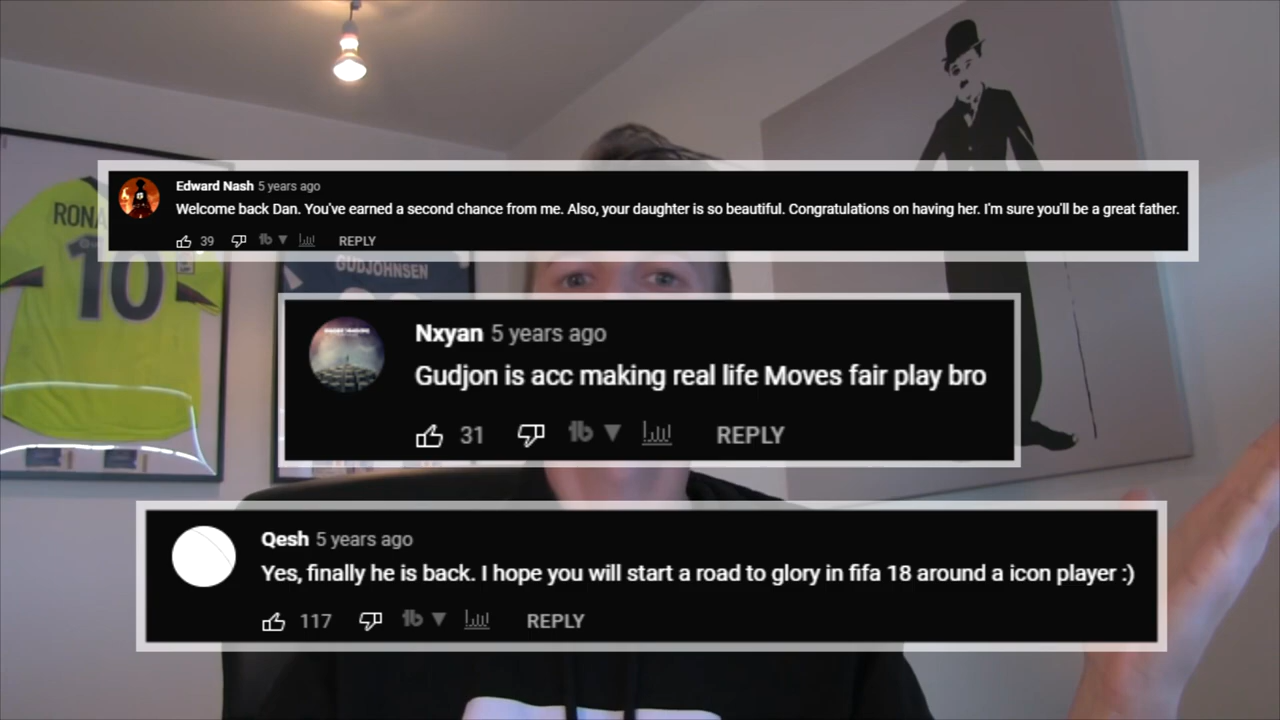 RONA
10
GUDJOHNSEN
Edward Nash 5 years ago
Welcome back Dan. You've earned a second chance from me. Also, your daughter is so beautiful. Congratulations on having her. I'm sure you'll be a great father.
39 REPLY
Nxyan 5 years ago
Gudjon is acc making real life Moves fair play bro
31 REPLY
Qesh 5 years ago
Yes, finally he is back. I hope you will start a road to glory in fifa 18 around a icon player :)
117 REPLY